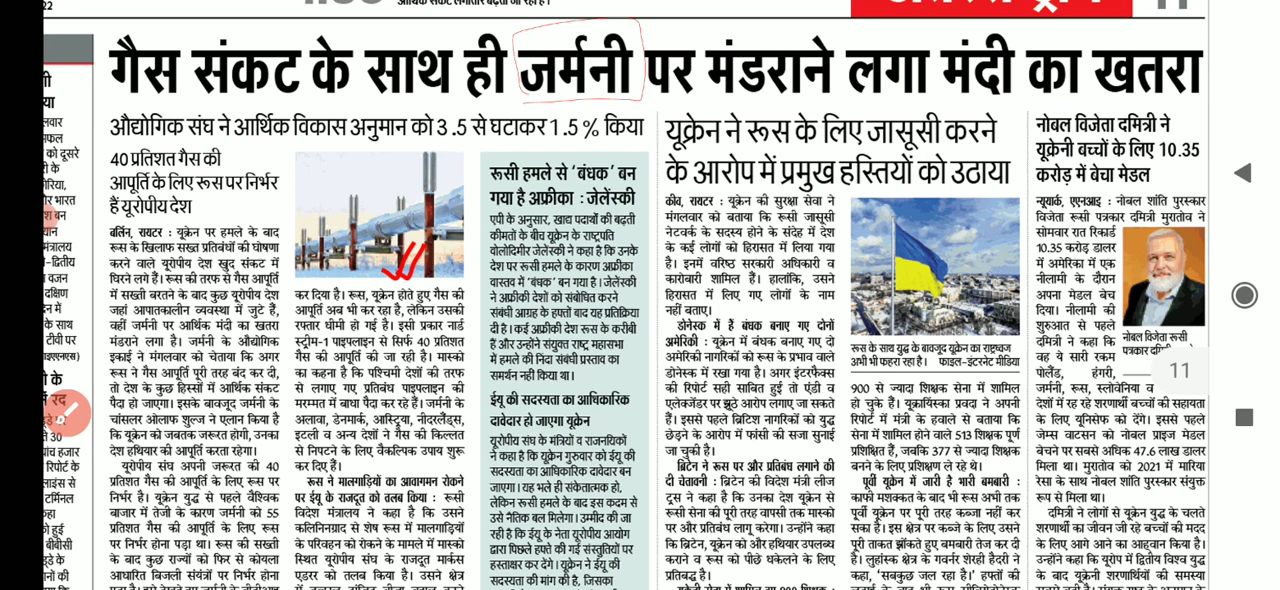 22
आर्थिक संकट लगातार बढ़ता जा रहा है।
11
गैस संकट के साथ ही जर्मनी पर मंडराने लगा मंदी का खतरा
औद्योगिक संघ ने आर्थिक विकास अनुमान को 3.5 से घटाकर 1.5% किया
40 प्रतिशत गैस की
आपूर्ति के लिए रूस पर निर्भर
हैं यूरोपीय देश
बर्लिन, रायटर : यूक्रेन पर हमले के बाद
रूस के खिलाफ सख्त प्रतिबंधों की घोषणा
करने वाले यूरोपीय देश खुद संकट में
घिरने लगे हैं। रूस की तरफ से गैस आपूर्ति
में सख्ती बरतने के बाद कुछ यूरोपीय देश
जहां आपातकालीन व्यवस्था में जुटे हैं,
वहीं जर्मनी पर आर्थिक मंदी का खतरा
मंडराने लगा है। जर्मनी के औद्योगिक
इकाई ने मंगलवार को चेताया कि अगर
रूस ने गैस आपूर्ति पूरी तरह बंद कर दी,
तो देश के कुछ हिस्सों में आर्थिक संकट
पैदा हो जाएगा। इसके बावजूद जर्मनी के
चांसलर ओलाफ शुल्ज ने एलान किया है
कि यूक्रेन को जबतक जरूरत होगी, उनका
देश हथियार की आपूर्ति करता रहेगा।
यूरोपीय संघ अपनी जरूरत की 40
प्रतिशत गैस की आपूर्ति के लिए रूस पर
निर्भर है। यूक्रेन युद्ध से पहले वैश्विक
बाजार में तेजी के कारण जर्मनी को 55
प्रतिशत गैस की आपूर्ति के लिए रूस
पर निर्भर होना पड़ा था। रूस की सख्ती
के बाद कुछ राज्यों को फिर से कोयला
आधारित बिजली संयंत्रों पर निर्भर होना
कर दिया है। रूस, यूक्रेन होते हुए गैस की
आपूर्ति अब भी कर रहा है, लेकिन उसकी
रफ्तार धीमी हो गई है। इसी प्रकार नार्ड
स्ट्रीम-1 पाइपलाइन से सिर्फ 40 प्रतिशत
गैस की आपूर्ति की जा रही है। मास्को
का कहना है कि पश्चिमी देशों की तरफ
से लगाए गए प्रतिबंध पाइपलाइन की
मरम्मत में बाधा पैदा कर रहे हैं। जर्मनी के
अलावा, डेनमार्क, आस्ट्रिया, नीदरलैंड्स,
इटली व अन्य देशों ने गैस की किल्लत
से निपटने के लिए वैकल्पिक उपाय शुरू
कर दिए हैं।
रूस ने मालगाड़ियों का आवागमन रोकने
पर ईयू के राजदूत को तलब किया : रूसी
विदेश मंत्रालय ने कहा है कि उसने
कलिनिनग्राद से शेष रूस में मालगाड़ियों
के परिवहन को रोकने के मामले में मास्को
स्थित यूरोपीय संघ के राजदूत मार्कस
एडरर को तलब किया है। उसने क्षेत्र
रूसी हमले से 'बंधक' बन
गया है अफ्रीका : जेलेंस्की
एपी के अनुसार, खाद्य पदार्थों की बढ़ती
कीमतों के बीच यूक्रेन के राष्ट्रपति
वोलोदिमीर जेलेंस्की ने कहा है कि उनके
देश पर रूसी हमले के कारण अफ्रीका
वास्तव में 'बंधक' बन गया है। जेलेंस्की
ने अफ्रीकी देशों को संबोधित करने
संबंधी आग्रह के हफ्तों बाद यह प्रतिक्रिया
दी है। कई अफ्रीकी देश रूस के करीबी
हैं और उन्होंने संयुक्त राष्ट्र महासभा
में हमले की निंदा संबंधी प्रस्ताव का
समर्थन नहीं किया था।
ईयू की सदस्यता का आधिकारिक
दावेदार हो जाएगा यूक्रेन
यूरोपीय संघ के मंत्रियों व राजनयिकों
ने कहा है कि यूक्रेन गुरुवार को ईयू की
सदस्यता का आधिकारिक दावेदार बन
जाएगा। यह भले ही संकेतात्मक हो,
लेकिन रूसी हमले के बाद इस कदम से
उसे नैतिक बल मिलेगा। उम्मीद की जा
रही है कि ईयू के नेता यूरोपीय आयोग
द्वारा पिछले हफ्ते की गई संस्तुतियों पर
हस्ताक्षर कर देंगे। यूक्रेन ने ईयू की
सदस्यता की मांग की है, जिसका
यूक्रेन ने रूस के लिए जासूसी करने
के आरोप में प्रमुख हस्तियों को उठाया
कीव, रायटर : यूक्रेन की सुरक्षा सेवा ने
मंगलवार को बताया कि रूसी जासूसी
नेटवर्क के सदस्य होने के संदेह में देश
के कई लोगों को हिरासत में लिया गया
है। इनमें वरिष्ठ सरकारी अधिकारी व
कारोबारी शामिल हैं। हालांकि, उसने
हिरासत में लिए गए लोगों के नाम
नहीं बताए।
डोनेस्क में हैं बंधक बनाए गए दोनों
अमेरिकी : यूक्रेन में बंधक बनाए गए दो
अमेरिकी नागरिकों को रूस के प्रभाव वाले
डोनेस्क में रखा गया है। अगर इंटरफैक्स
की रिपोर्ट सही साबित हुई तो एंडी व
एलेक्जेंडर पर झूठे आरोप लगाए जा सकते
हैं। इससे पहले ब्रिटिश नागरिकों को युद्ध
छेड़ने के आरोप में फांसी की सजा सुनाई
जा चुकी है।
ब्रिटेन ने रूस पर और प्रतिबंध लगाने की
दी चेतावनी : ब्रिटेन की विदेश मंत्री लीज
ट्रूस ने कहा है कि उनका देश यूक्रेन से
रूसी सेना की पूरी तरह वापसी तक मास्को
पर और प्रतिबंध लागू करेगा। उन्होंने कहा
कि ब्रिटेन, यूक्रेन को और हथियार उपलब्ध
कराने व रूस को पीछे धकेलने के लिए
प्रतिबद्ध है।
रूस के साथ युद्ध के बावजूद यूक्रेन का राष्ट्रध्वज
अभी भी फहरा रहा है। फाइल-इंटरनेट मीडिया
900 से ज्यादा शिक्षक सेना में शामिल
हो चुके हैं। यूक्रायिंस्का प्रवदा ने अपनी
रिपोर्ट में मंत्री के हवाले से बताया कि
सेना में शामिल होने वाले 513 शिक्षक पूर्ण
प्रशिक्षित हैं, जबकि 377 से ज्यादा शिक्षक
बनने के लिए प्रशिक्षण ले रहे थे।
पूर्वी यूक्रेन में जारी है भारी बमबारी :
काफी मशक्कत के बाद भी रूस अभी तक
पूर्वी यूक्रेन पर पूरी तरह कब्जा नहीं कर
सका है। इस क्षेत्र पर कब्जे के लिए उसने
पूरी ताकत झोंकते हुए बमबारी तेज कर दी
है। लुहांस्क क्षेत्र के गवर्नर शेरही हैदरी ने
कहा, 'सबकुछ जल रहा है।' हफ्तों की
नोबल विजेता दमित्री ने
यूक्रेनी बच्चों के लिए 10.35
करोड़ में बेचा मेडल
न्यूयार्क, एएनआइ : नोबल शांति पुरस्कार
विजेता रूसी पत्रकार दमित्री मुरातोव ने
सोमवार रात रिकार्ड
10.35 करोड़ डालर
में अमेरिका में एक
नीलामी के दौरान
अपना मेडल बेच
दिया। नीलामी की
शुरुआत से पहले
दमित्री ने कहा कि
वह ये सारी रकम
पोलैंड, हंगरी,
नोबल विजेता रूसी
पत्रकार
11
जर्मनी, रूस, स्लोवेनिया व
देशों में रह रहे शरणार्थी बच्चों की सहायता
के लिए यूनिसेफ को देंगे। इससे पहले
जेम्स वाटसन को नोबल प्राइज मेडल
बेचने पर सबसे अधिक 47.6 लाख डालर
मिला था। मुरातोव को 2021 में मारिया
रेसा के साथ नोबल शांति पुरस्कार संयुक्त
रूप से मिला था।
दमित्री ने लोगों से यूक्रेन युद्ध के चलते
शरणार्थी का जीवन जी रहे बच्चों की मदद
के लिए आगे आने का आह्वान किया है।
उन्होंने कहा कि यूरोप में द्वितीय विश्व युद्ध
के बाद यूक्रेनी शरणार्थियों की समस्या